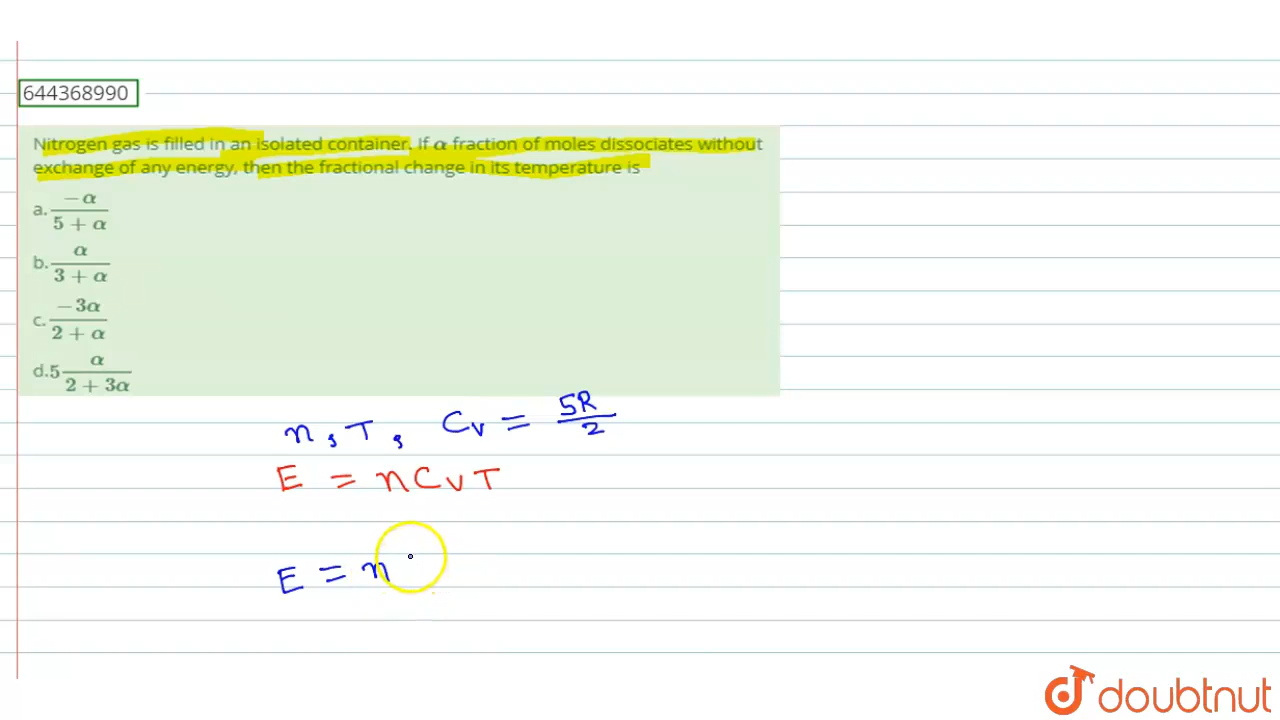 644368990
Nitrogen gas is filled in an isolated container. If α fraction of moles dissociates without
exchange of any energy, then the fractional change in its temperature is
a. −α / 5 + α
b. α / 3 + α
c. −3α / 2 + α
d. 5 α / 2 + 3α
n, T, Cv = 5R / 2
E = nCvT
E = n
doubtnut